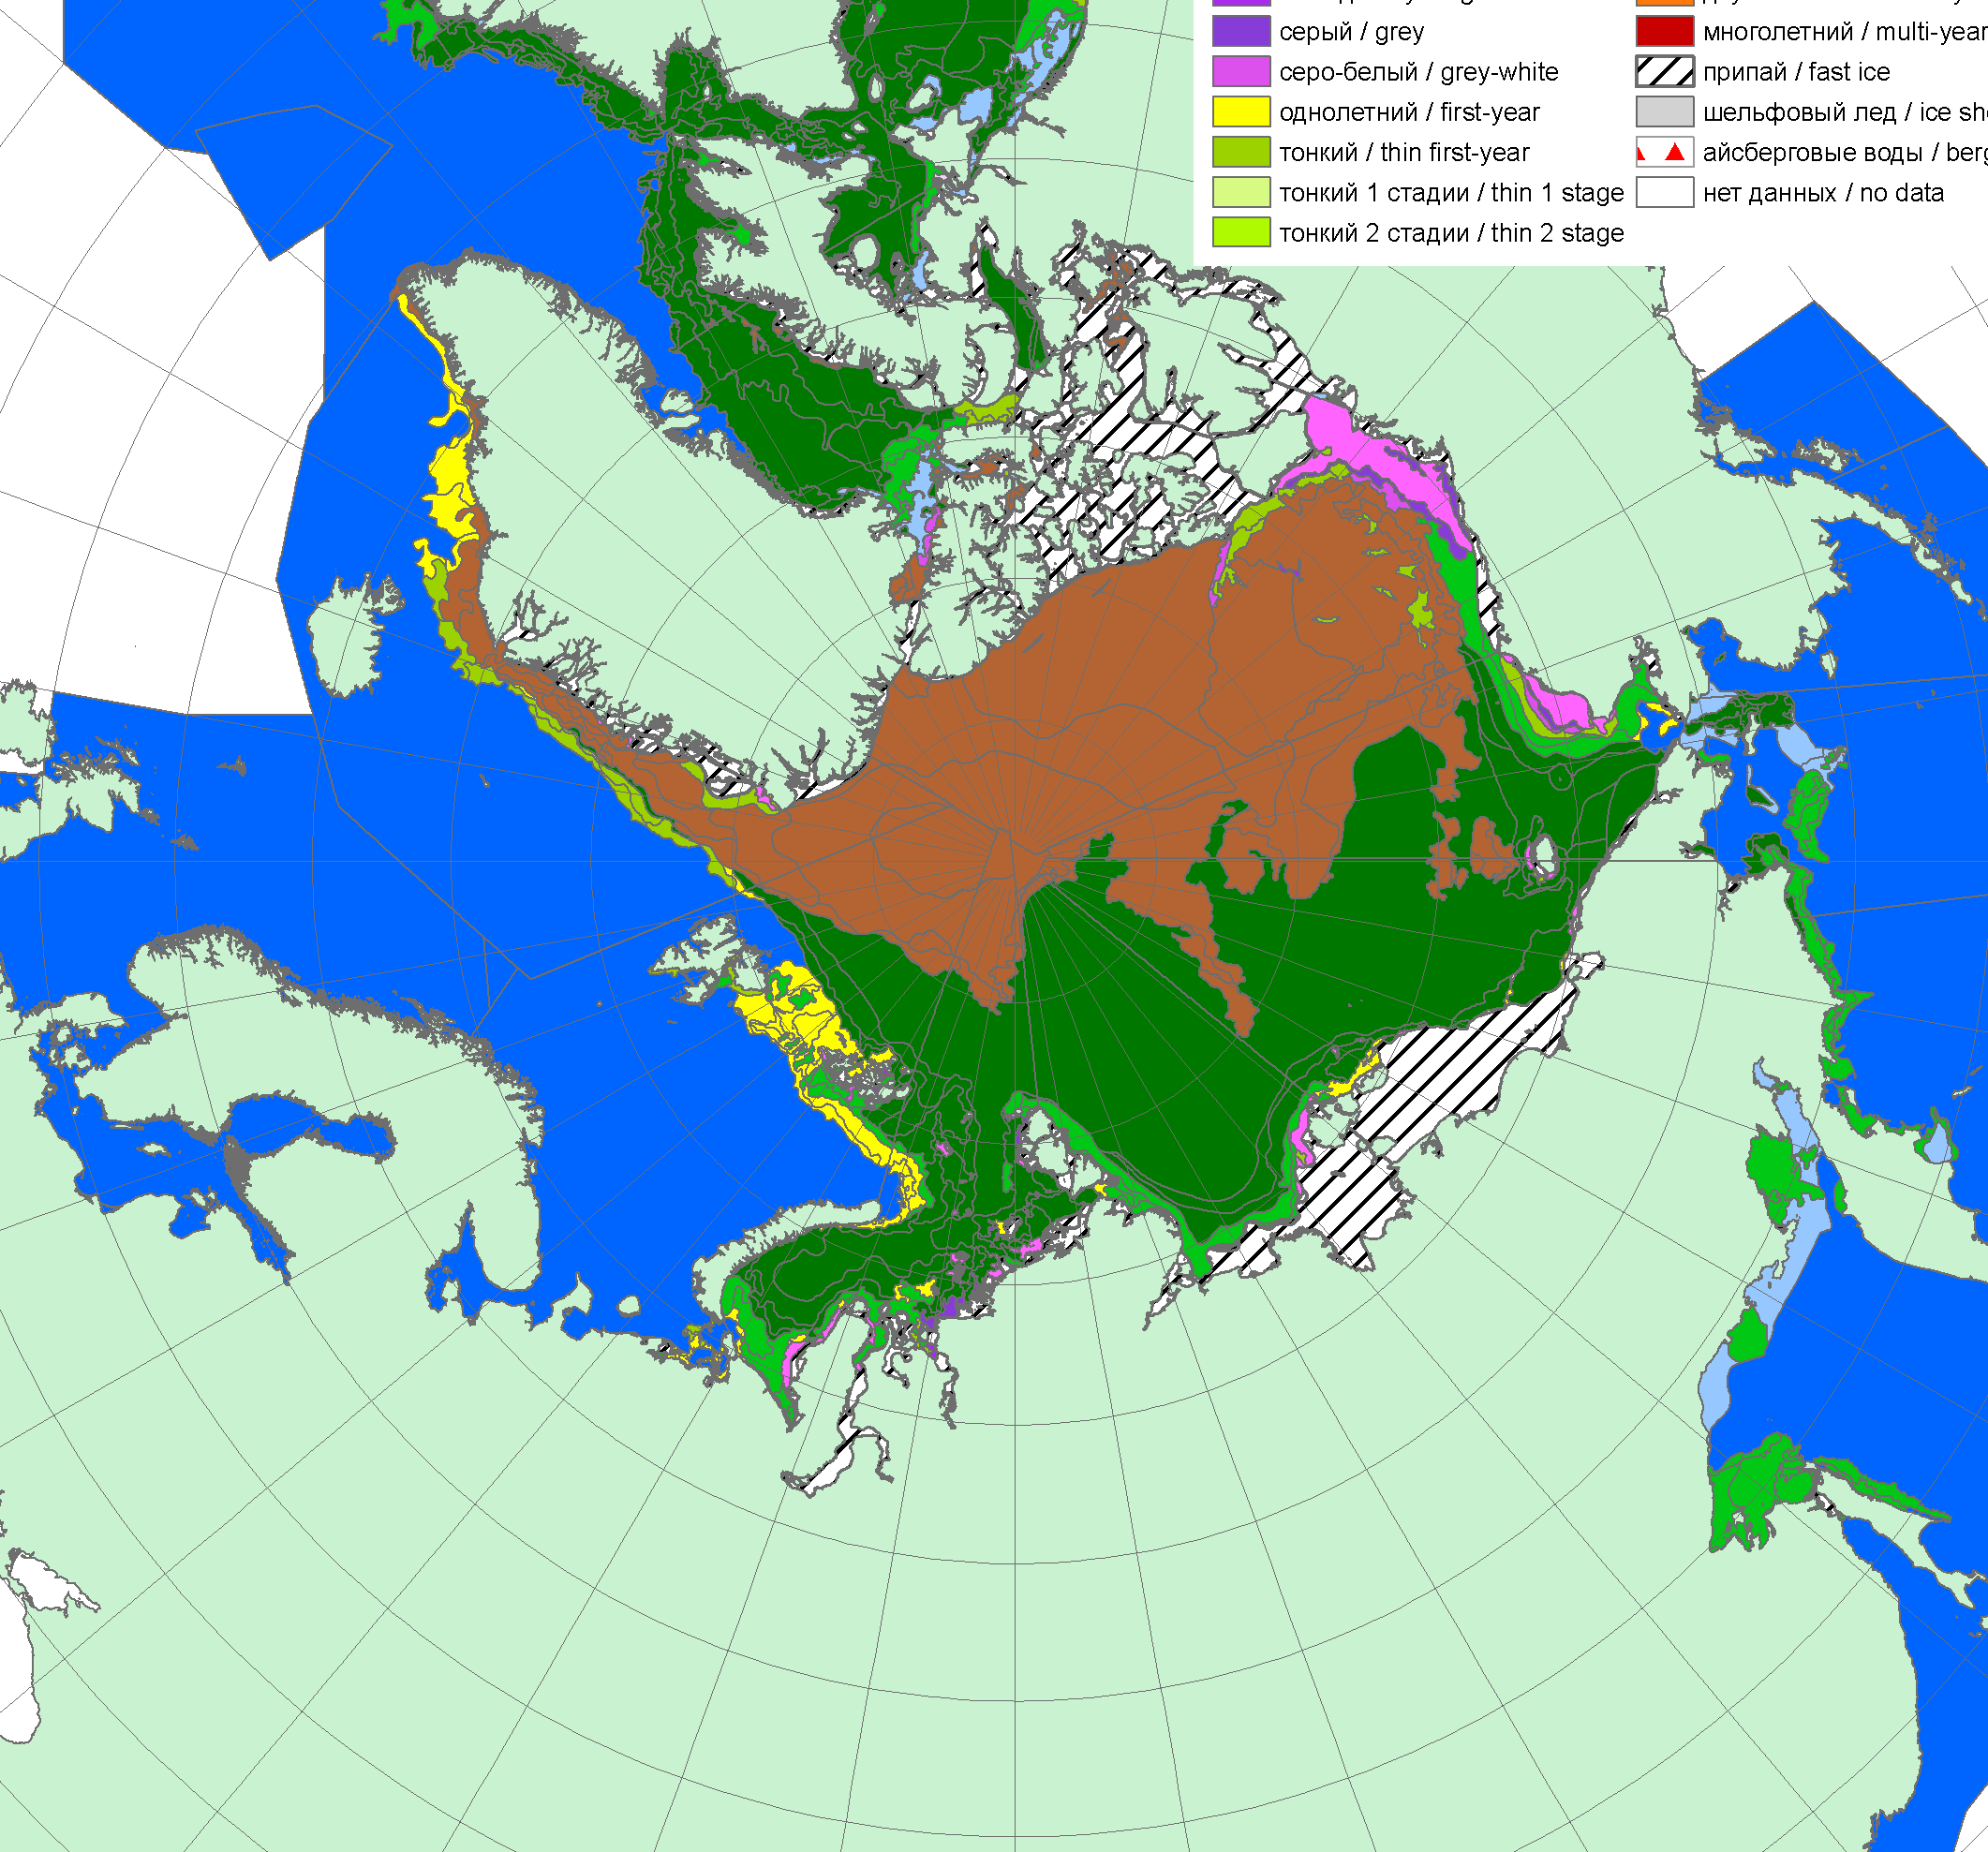 серый / grey
серо-белый / grey-white
однолетний / first-year
тонкий / thin first-year
тонкий 1 стадии / thin 1 stage
тонкий 2 стадии / thin 2 stage
многолетний / multi-year
припай / fast ice
шельфовый лед / ice
айсберговые воды /
нет данных / no data